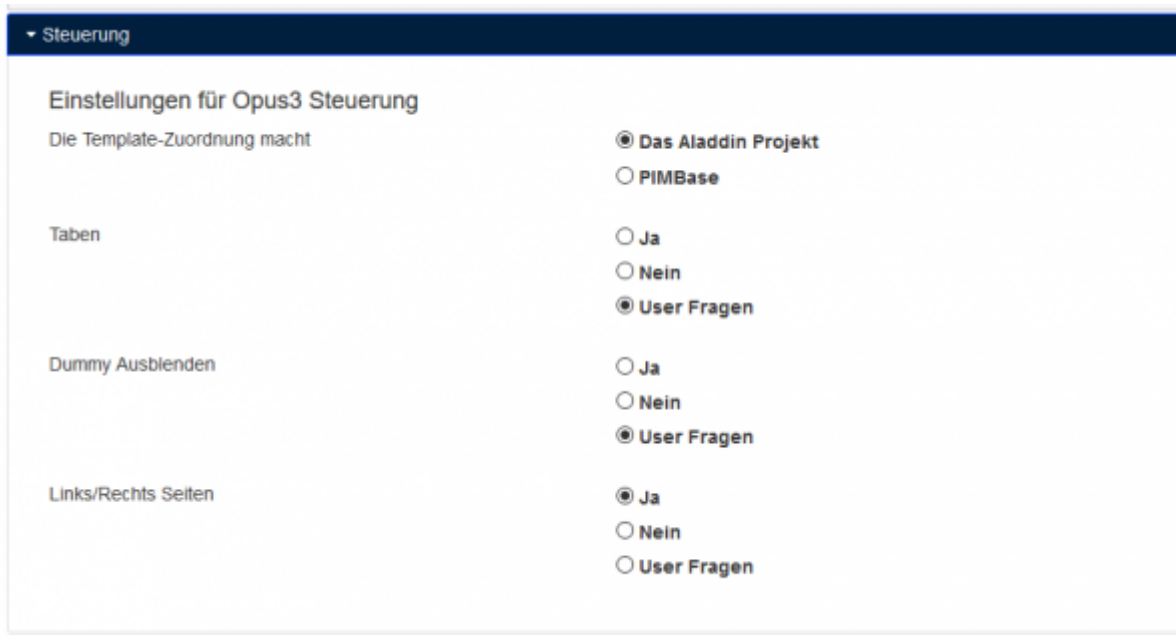 Steuerung
Einstellungen für Opus3 Steuerung
Die Template-Zuordnung macht
Das Aladdin Projekt
PIMBase
Taben
Ja
Nein
User Fragen
Dummy Ausblenden
Ja
Nein
User Fragen
Links/Rechts Seiten
Ja
Nein
User Fragen